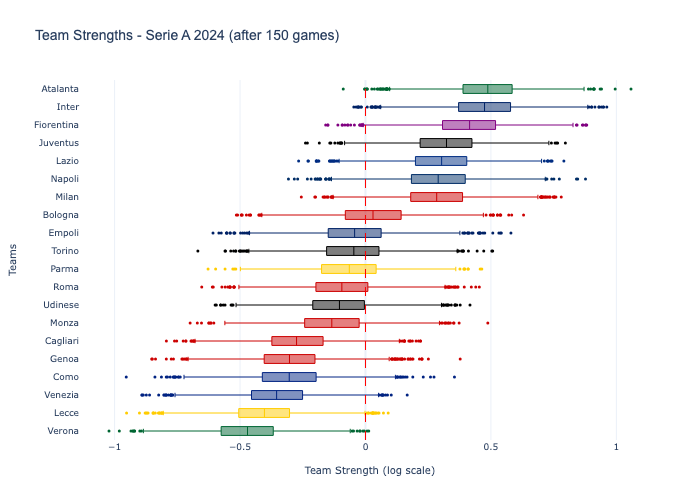 Team Strengths - Serie A 2024 (after 150 games)
Teams
Atalanta
Inter
Fiorentina
Juventus
Lazio
Napoli
Milan
Bologna
Empoli
Torino
Parma
Roma
Udinese
Monza
Cagliari
Genoa
Como
Venezia
Lecce
Verona
−1 −0.5 0 0.5 1
Team Strength (log scale)